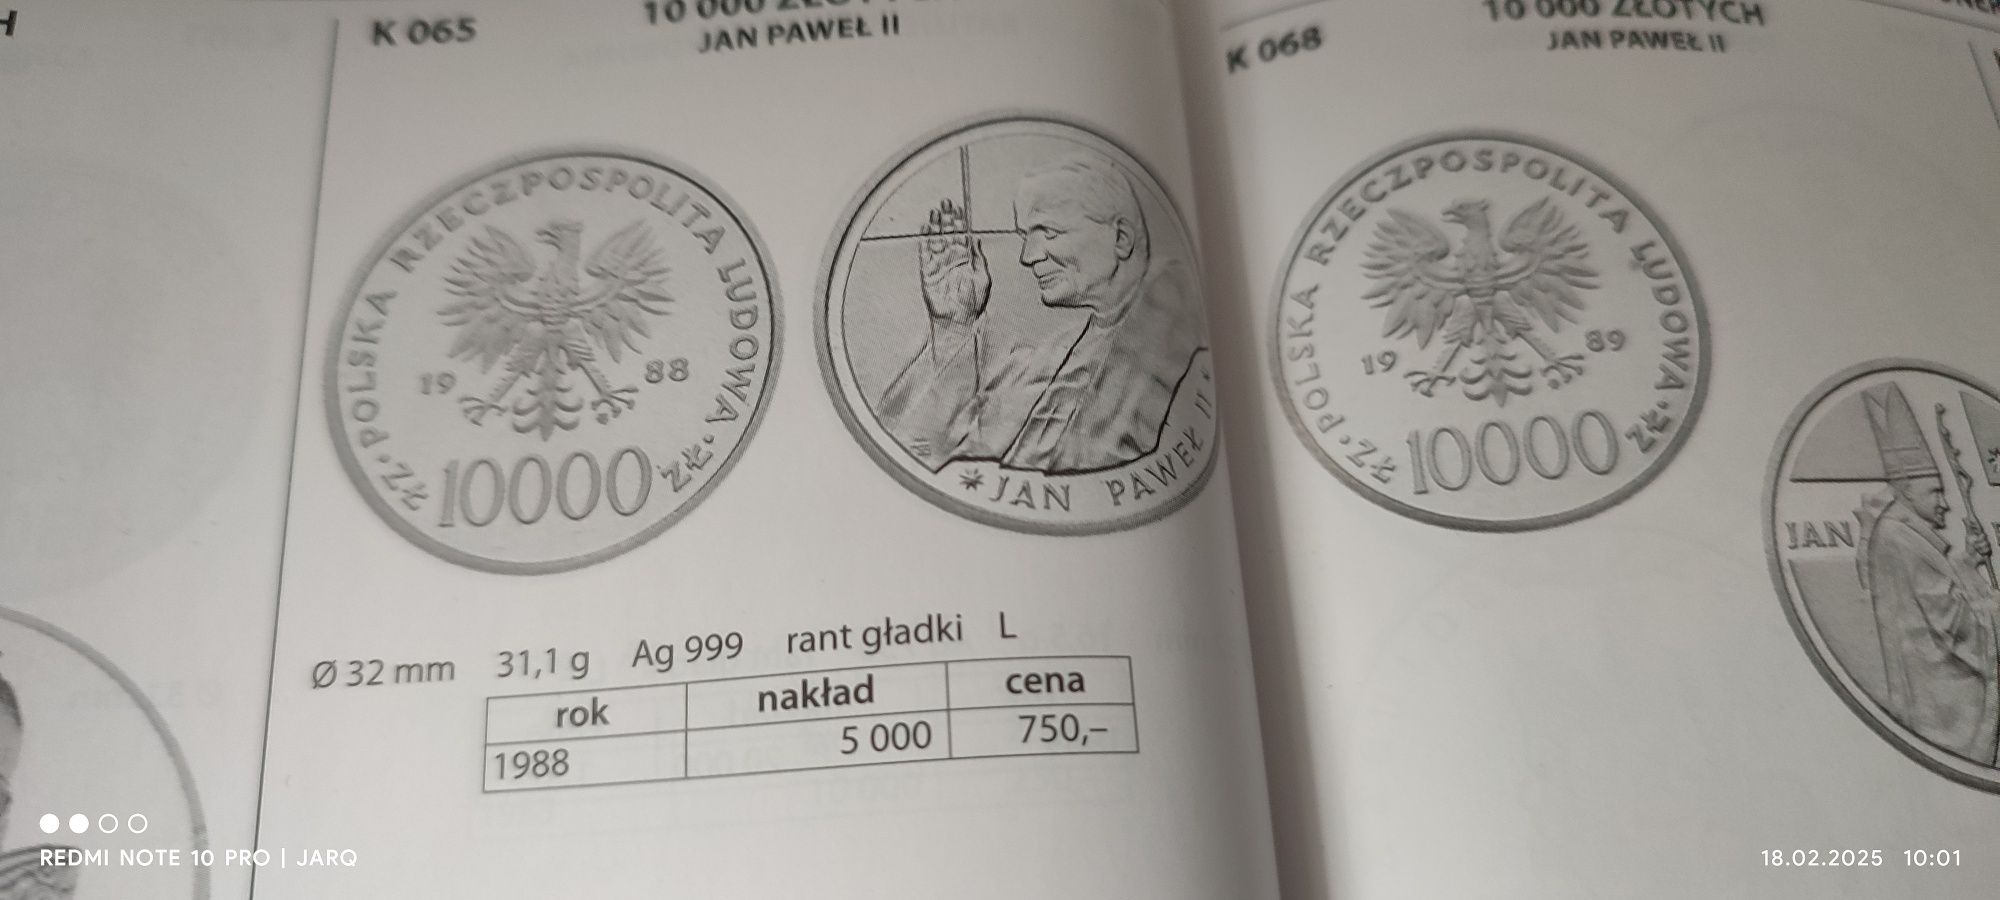 K 065
10 000
JAN PAWEŁ II
POLSKA RZECZPOSPOLITA LUDOWA
19 88
ZŁ 10000 ZŁ
*JAN PAWEŁ II*
Ø 32 mm 31,1 g Ag 999 rant gładki L
rok nakład cena
1988 5 000 750,–
K 068
10 000 ZŁOTYCH
JAN PAWEŁ II
POLSKA RZECZPOSPOLITA LUDOWA
19 89
ZŁ 10000 ZŁ
JAN
REDMI NOTE 10 PRO | JARQ
18.02.2025 10:01